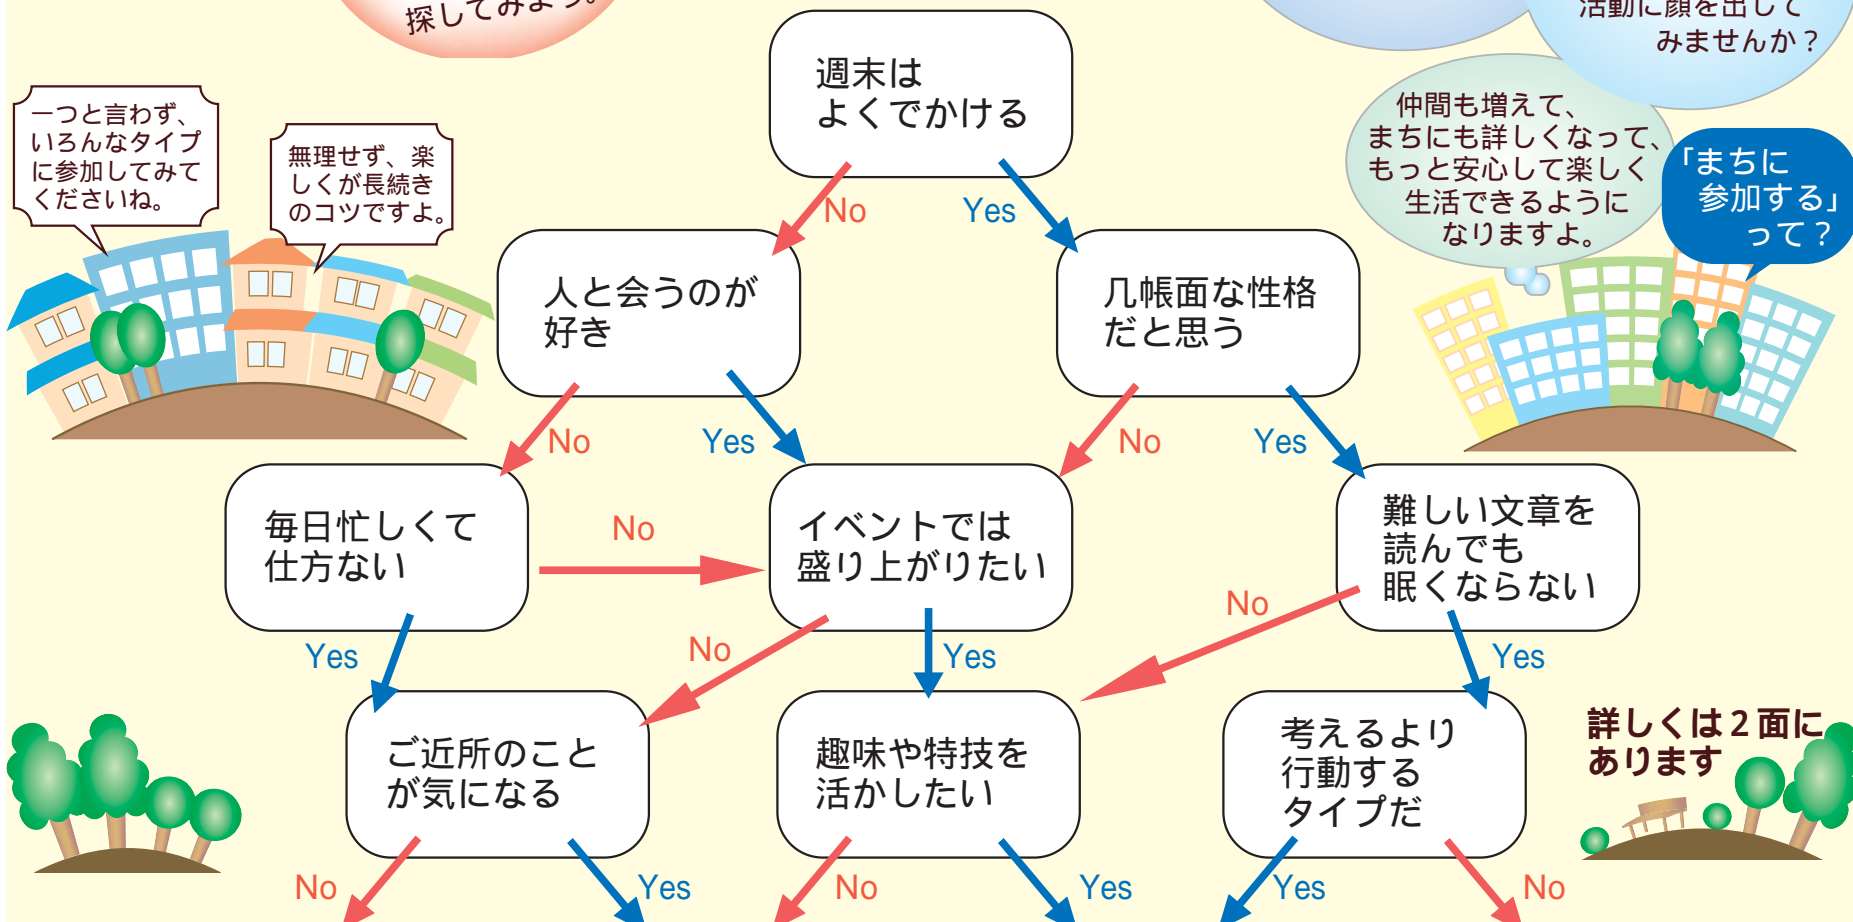 探してみよう。
活動に顔を出して
みませんか？
週末は
よくでかける
一つと言わず、
いろんなタイプ
に参加してみて
くださいね。
無理せず、楽
しくが長続き
のコツですよ。
仲間も増えて、
まちにも詳しくなって、
もっと安心して楽しく
生活できるように
なりますよ。
「まちに
参加する」
って？
No
Yes
人と会うのが
好き
几帳面な性格
だと思う
No
Yes
No
Yes
毎日忙しくて
仕方ない
No
イベントでは
盛り上がりたい
難しい文章を
読んでも
眠くならない
Yes
No
Yes
No
Yes
ご近所のこと
が気になる
趣味や特技を
活かしたい
考えるより
行動する
タイプだ
詳しくは２面に
あります
No
Yes
No
Yes
Yes
No